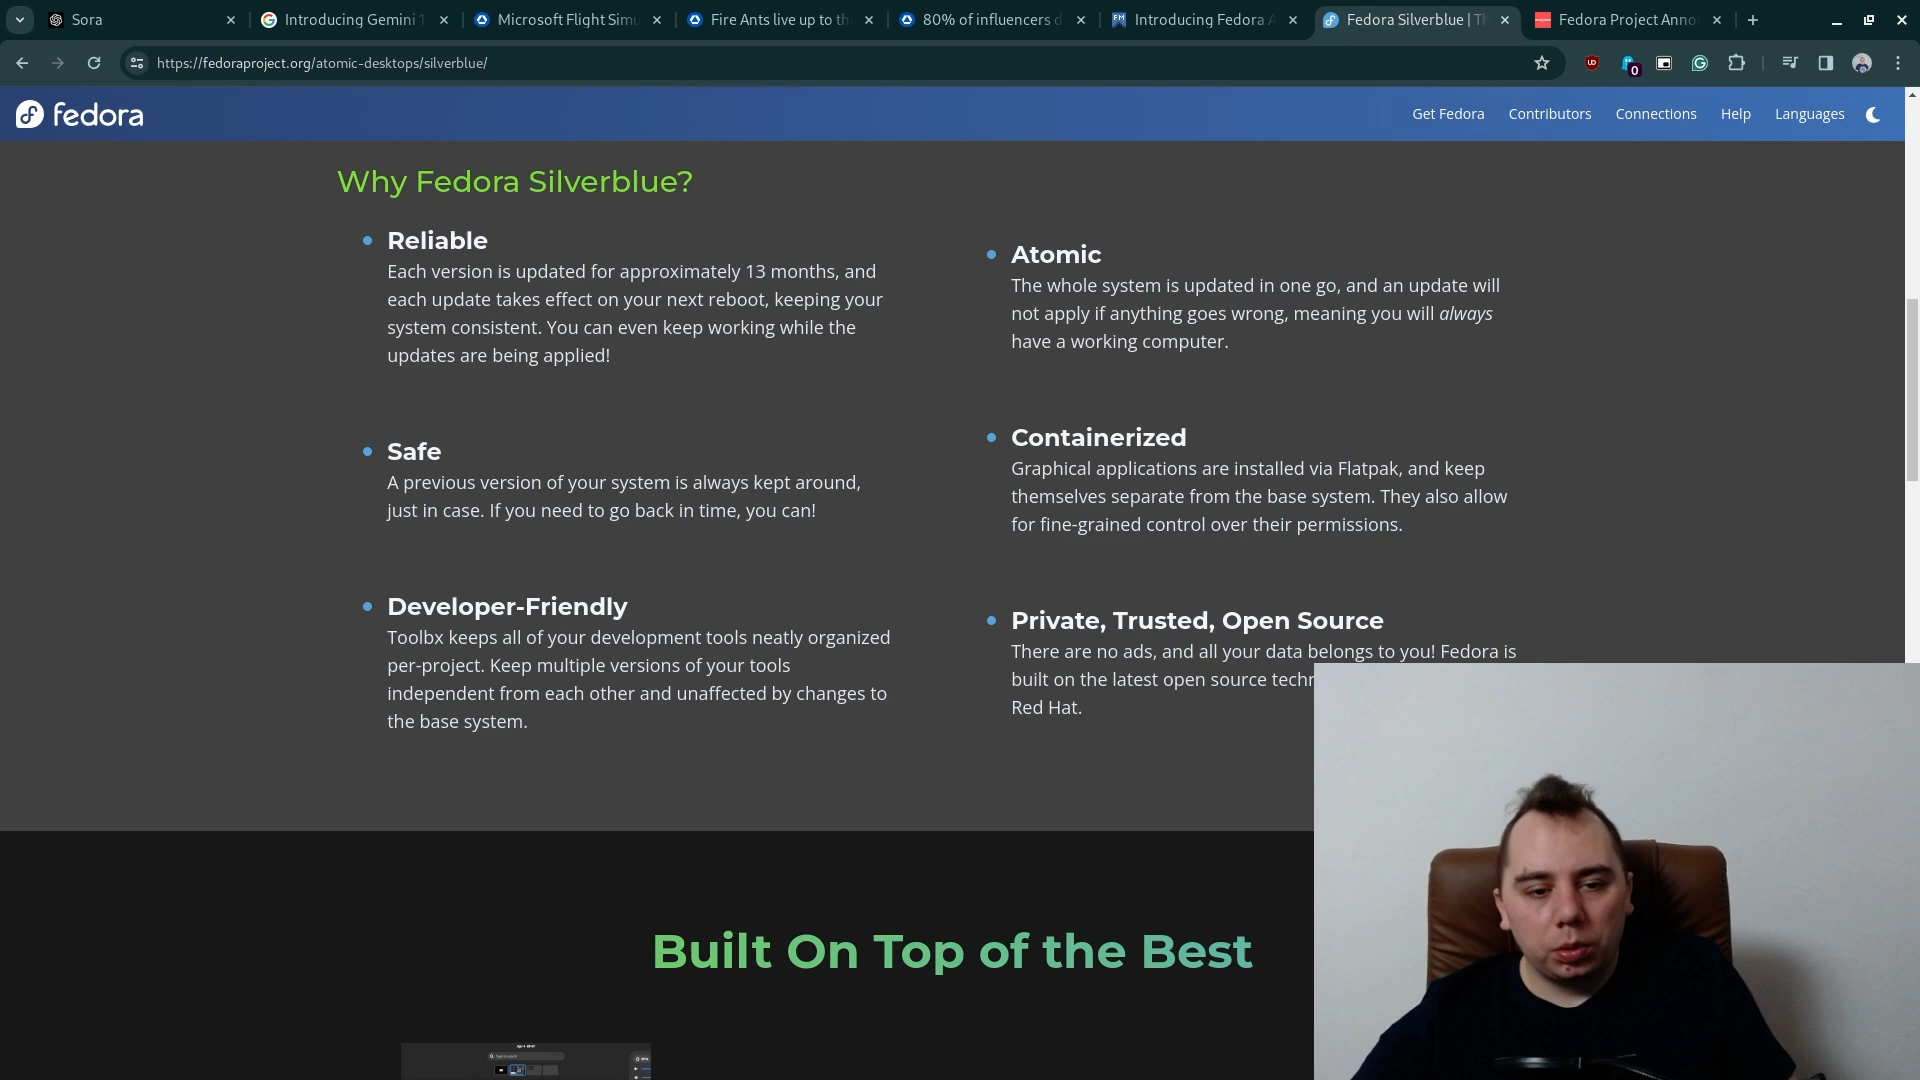 Sora
Introducing Gemini 1
Microsoft Flight Simu
Fire Ants live up to th
80% of influencers d
Introducing Fedora A
Fedora Silverblue | Th
Fedora Project Anno
https://fedoraproject.org/atomic-desktops/silverblue/
0
fedora
Get Fedora
Contributors
Connections
Help
Languages
Why Fedora Silverblue?
Reliable
Each version is updated for approximately 13 months, and
each update takes effect on your next reboot, keeping your
system consistent. You can even keep working while the
updates are being applied!
Atomic
The whole system is updated in one go, and an update will
not apply if anything goes wrong, meaning you will always
have a working computer.
Safe
A previous version of your system is always kept around,
just in case. If you need to go back in time, you can!
Containerized
Graphical applications are installed via Flatpak, and keep
themselves separate from the base system. They also allow
for fine-grained control over their permissions.
Developer-Friendly
Toolbx keeps all of your development tools neatly organized
per-project. Keep multiple versions of your tools
independent from each other and unaffected by changes to
the base system.
Private, Trusted, Open Source
There are no ads, and all your data belongs to you! Fedora is
built on the latest open source techn
Red Hat.
Built On Top of the Best